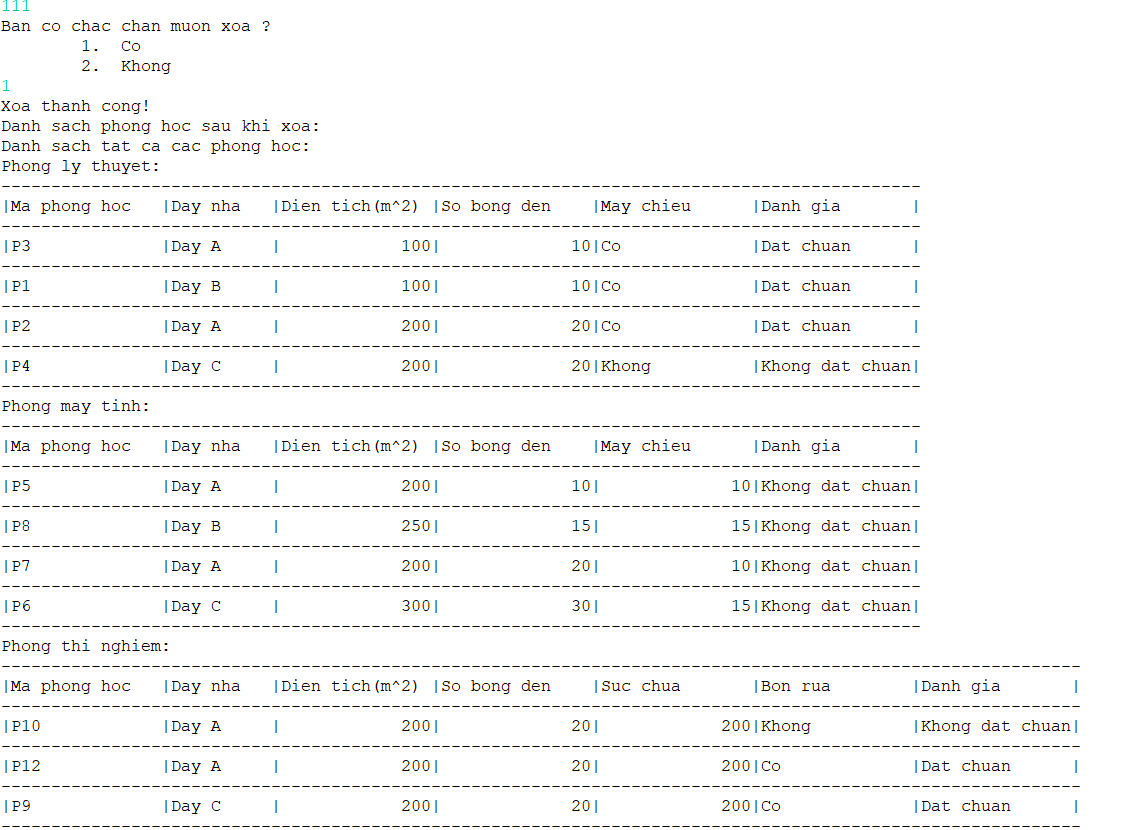 111
Ban co chac chan muon xoa ?
1. Co
2. Khong
1
Xoa thanh cong!
Danh sach phong hoc sau khi xoa:
Danh sach tat ca cac phong hoc:
Phong ly thuyet:
--------------------------------------------------------------------------------------------
|Ma phong hoc   |Day nha   |Dien tich(m^2) |So bong den    |May chieu      |Danh gia       |
--------------------------------------------------------------------------------------------
|P3             |Day A     |            100|             10|Co             |Dat chuan      |
--------------------------------------------------------------------------------------------
|P1             |Day B     |            100|             10|Co             |Dat chuan      |
--------------------------------------------------------------------------------------------
|P2             |Day A     |            200|             20|Co             |Dat chuan      |
--------------------------------------------------------------------------------------------
|P4             |Day C     |            200|             20|Khong          |Khong dat chuan|
--------------------------------------------------------------------------------------------
Phong may tinh:
--------------------------------------------------------------------------------------------
|Ma phong hoc   |Day nha   |Dien tich(m^2) |So bong den    |May chieu      |Danh gia       |
--------------------------------------------------------------------------------------------
|P5             |Day A     |            200|             10|             10|Khong dat chuan|
--------------------------------------------------------------------------------------------
|P8             |Day B     |            250|             15|             15|Khong dat chuan|
--------------------------------------------------------------------------------------------
|P7             |Day A     |            200|             20|             10|Khong dat chuan|
--------------------------------------------------------------------------------------------
|P6             |Day C     |            300|             30|             15|Khong dat chuan|
--------------------------------------------------------------------------------------------
Phong thi nghiem:
------------------------------------------------------------------------------------------------------------
|Ma phong hoc   |Day nha   |Dien tich(m^2) |So bong den    |Suc chua       |Bon rua        |Danh gia       |
------------------------------------------------------------------------------------------------------------
|P10            |Day A     |            200|             20|            200|Khong          |Khong dat chuan|
------------------------------------------------------------------------------------------------------------
|P12            |Day A     |            200|             20|            200|Co             |Dat chuan      |
------------------------------------------------------------------------------------------------------------
|P9             |Day C     |            200|             20|            200|Co             |Dat chuan      |
------------------------------------------------------------------------------------------------------------